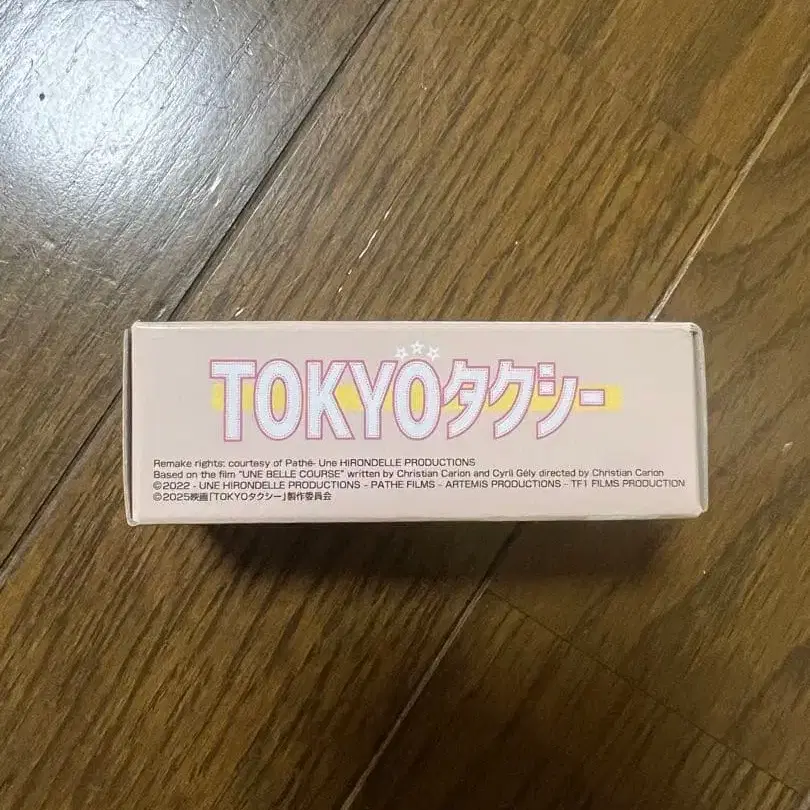 TOKYOタクシー
Remake rights: courtesy of Pathé- Une HIRONDELLE PRODUCTIONS
Based on the film "UNE BELLE COURSE" written by Christian Carion and Cyril Gély directed by Christian Carion
©2022 - UNE HIRONDELLE PRODUCTIONS - PATHE FILMS - ARTEMIS PRODUCTIONS - TF1 FILMS PRODUCTION
©2025映画「TOKYOタクシー」製作委員会